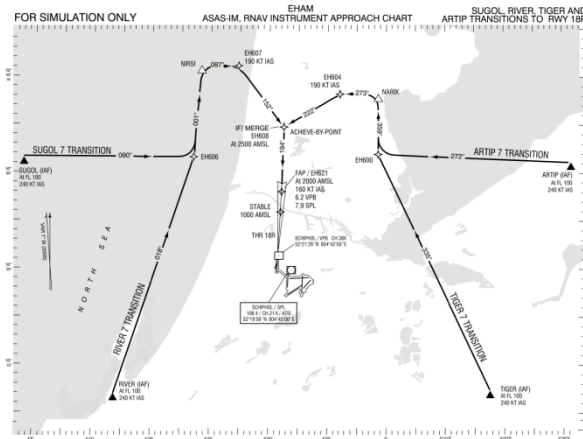 FOR SIMULATION ONLY
EHAM
ASAS-IM, RNAV INSTRUMENT APPROACH CHART
SUGOL, RIVER, TIGER AND
ARTIP TRANSITIONS TO RWY 18R
EH607
190 KT IAS
NIRSI
087°
EH604
190 KT IAS
273°
NARIX
152°
222°
001°
359°
IF/ MERGE
EH608
At 2500 AMSL
ACHIEVE-BY-POINT
184°
SUGOL 7 TRANSITION
090°
EH606
EH600
272°
ARTIP 7 TRANSITION
SUGOL (IAF)
At FL 100
240 KT IAS
ARTIP (IAF)
At FL 100
240 KT IAS
FAP / EH621
At 2000 AMSL
160 KT IAS
6.2 VPB
7.9 SPL
STABLE
1000 AMSL
THR 18R
NORTH SEA
018°
335°
RIVER 7 TRANSITION
TIGER 7 TRANSITION
RIVER (IAF)
At FL 100
240 KT IAS
TIGER (IAF)
At FL 100
240 KT IAS